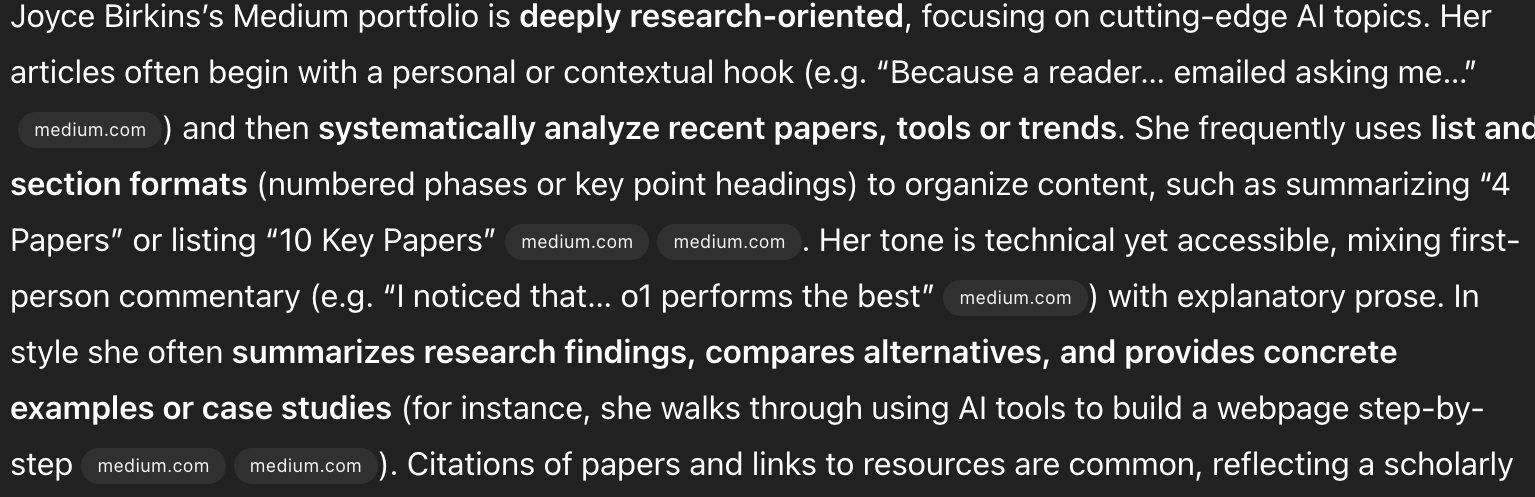 Joyce Birkins’s Medium portfolio is deeply research-oriented, focusing on cutting-edge AI topics. Her
articles often begin with a personal or contextual hook (e.g. “Because a reader… emailed asking me…”
medium.com) and then systematically analyze recent papers, tools or trends. She frequently uses list and
section formats (numbered phases or key point headings) to organize content, such as summarizing “4
Papers” or listing “10 Key Papers” medium.com medium.com. Her tone is technical yet accessible, mixing first-
person commentary (e.g. “I noticed that… o1 performs the best” medium.com) with explanatory prose. In
style she often summarizes research findings, compares alternatives, and provides concrete
examples or case studies (for instance, she walks through using AI tools to build a webpage step-by-
step medium.com medium.com). Citations of papers and links to resources are common, reflecting a scholarly